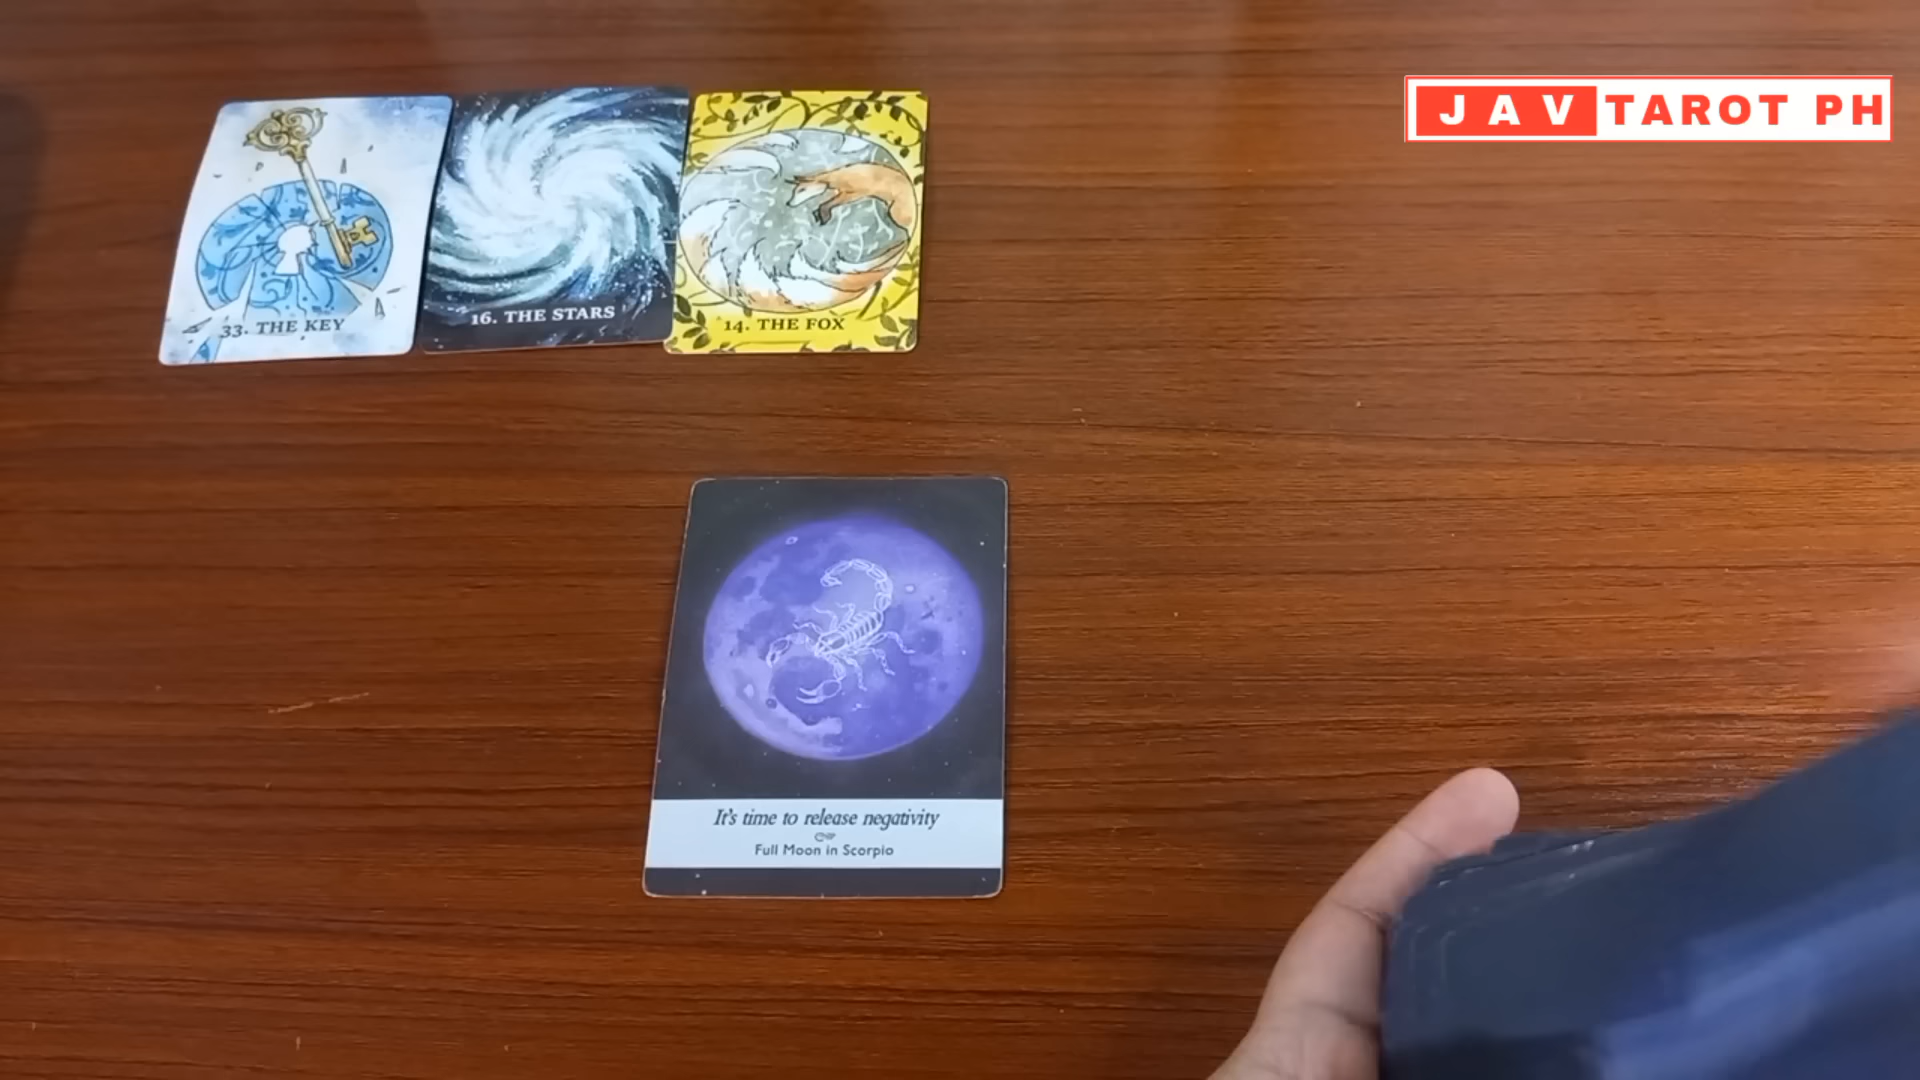 JAV TAROT PH
33. THE KEY
16. THE STARS
14. THE FOX
It's time to release negativity
Full Moon in Scorpio